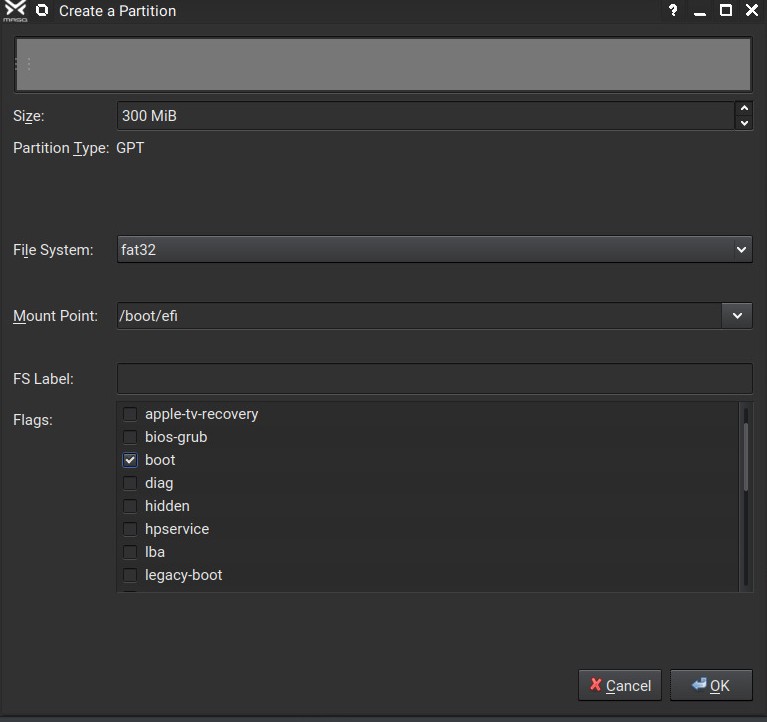 Create a Partition
?
Size: 300 MiB
Partition Type: GPT
File System: fat32
Mount Point: /boot/efi
FS Label:
Flags:
apple-tv-recovery
bios-grub
boot
diag
hidden
hpservice
lba
legacy-boot
Cancel OK